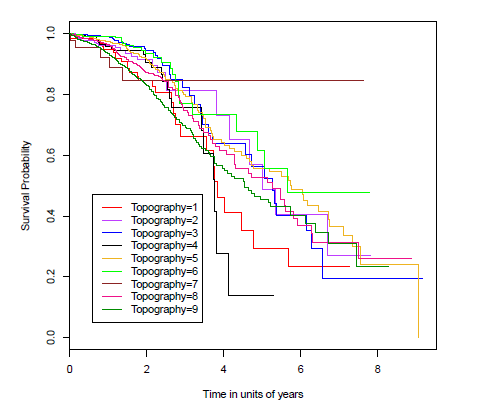 1.0
0.8
0.6
0.4
0.2
0.0
Survival Probability
Topography=1
Topography=2
Topography=3
Topography=4
Topography=5
Topography=6
Topography=7
Topography=8
Topography=9
0 2 4 6 8
Time in units of years